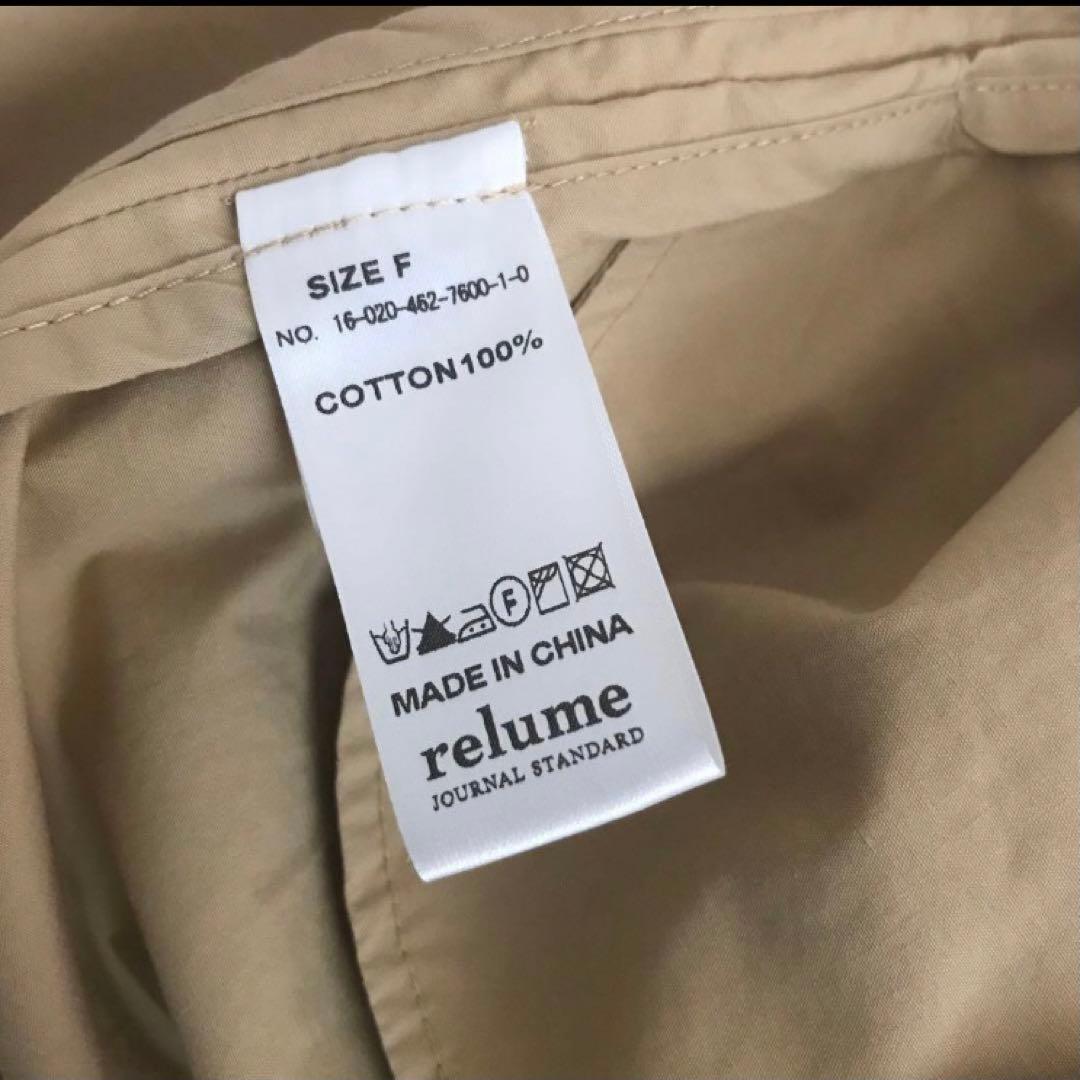 SIZE F
NO. 16-020-462-7600-1-0
COTTON100%
F
MADE IN CHINA
relume
JOURNAL STANDARD